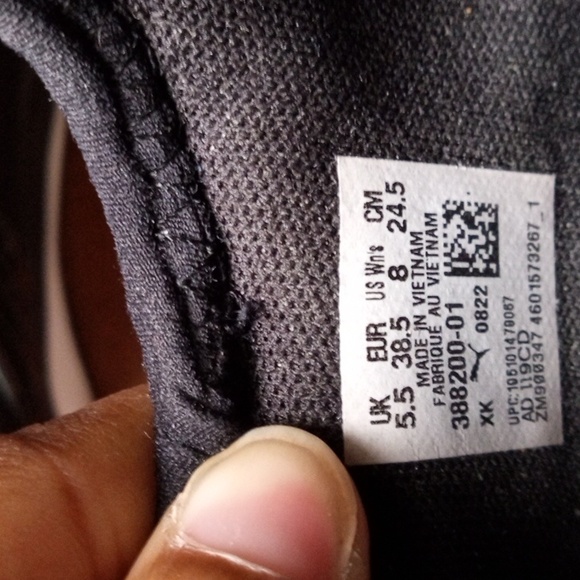 UK EUR US Wn's CM
5.5 38.5 8 24.5
MADE IN VIETNAM
FABRIQUE AU VIETNAM
388200-01
XK 0822
UPC:195101479067
AD 119CD
ZM900347 4601573267_1